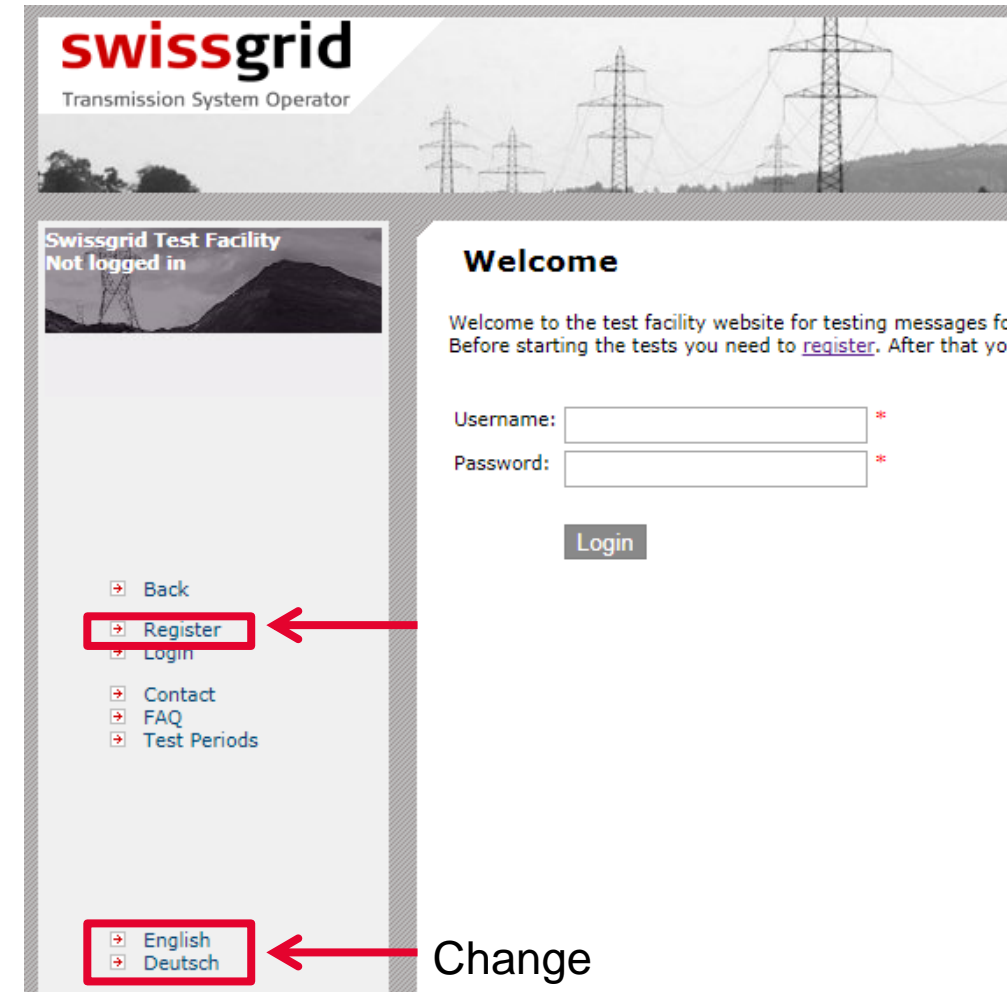 swissgrid
Transmission System Operator
Swissgrid Test Facility
Not logged in
Welcome
Welcome to the test facility website for testing messages fo
Before starting the tests you need to register. After that yo
Username: *
Password: *
Login
Back
Register
Login
Contact
FAQ
Test Periods
English
Deutsch
Change